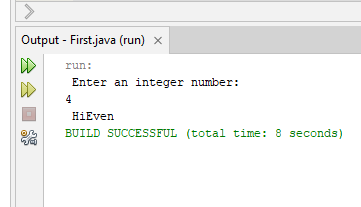 Output - First.java (run) ×
run:
Enter an integer number:
4
HiEven
BUILD SUCCESSFUL (total time: 8 seconds)